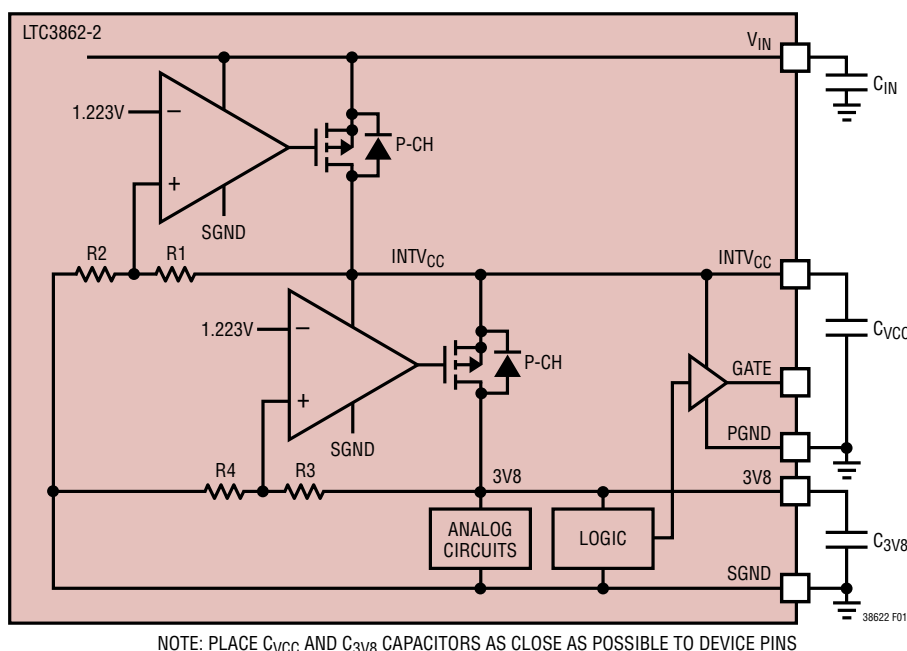 LTC3862-2
VIN
CIN
1.223V
−
+
P-CH
SGND
R2
R1
INTVCC
INTVCC
1.223V
−
+
P-CH
CVCC
GATE
SGND
PGND
R4
R3
3V8
3V8
ANALOG
CIRCUITS
LOGIC
C3V8
SGND
38622 F01
NOTE: PLACE CVCC AND C3V8 CAPACITORS AS CLOSE AS POSSIBLE TO DEVICE PINS